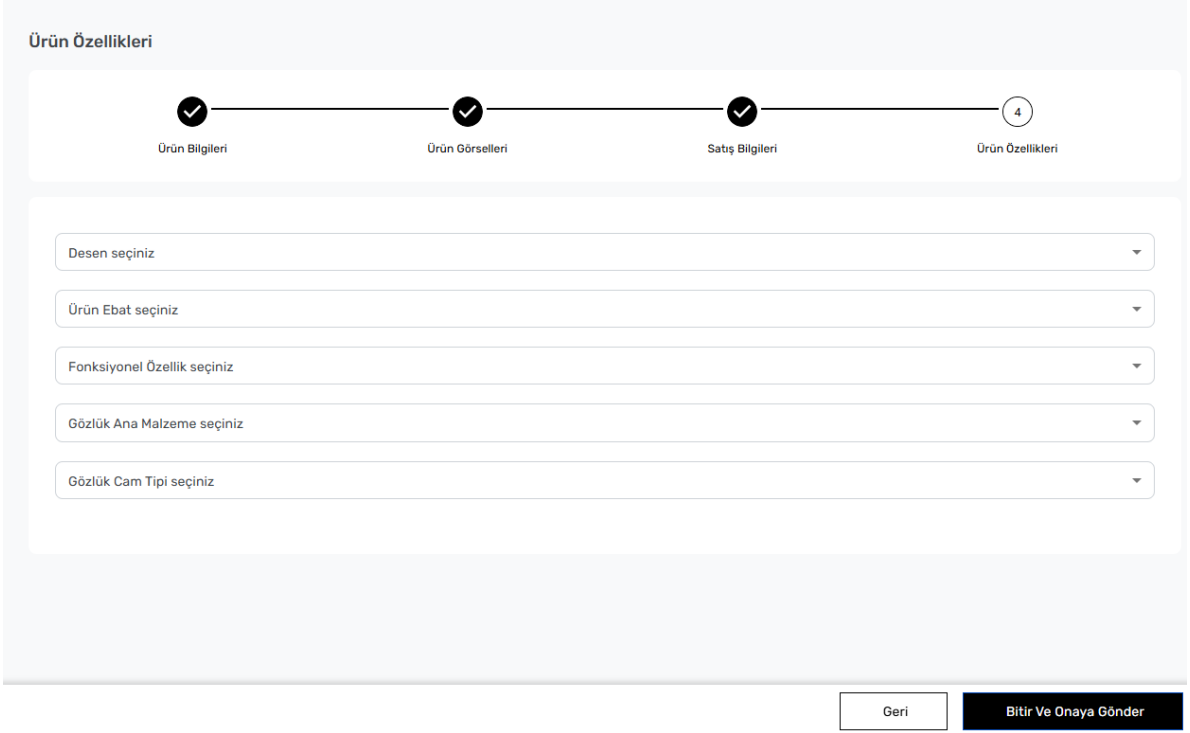 Ürün Özellikleri
4
Ürün Bilgileri
Ürün Görselleri
Satış Bilgileri
Ürün Özellikleri
Desen seçiniz
Ürün Ebat seçiniz
Fonksiyonel Özellik seçiniz
Gözlük Ana Malzeme seçiniz
Gözlük Cam Tipi seçiniz
Geri
Bitir Ve Onaya Gönder